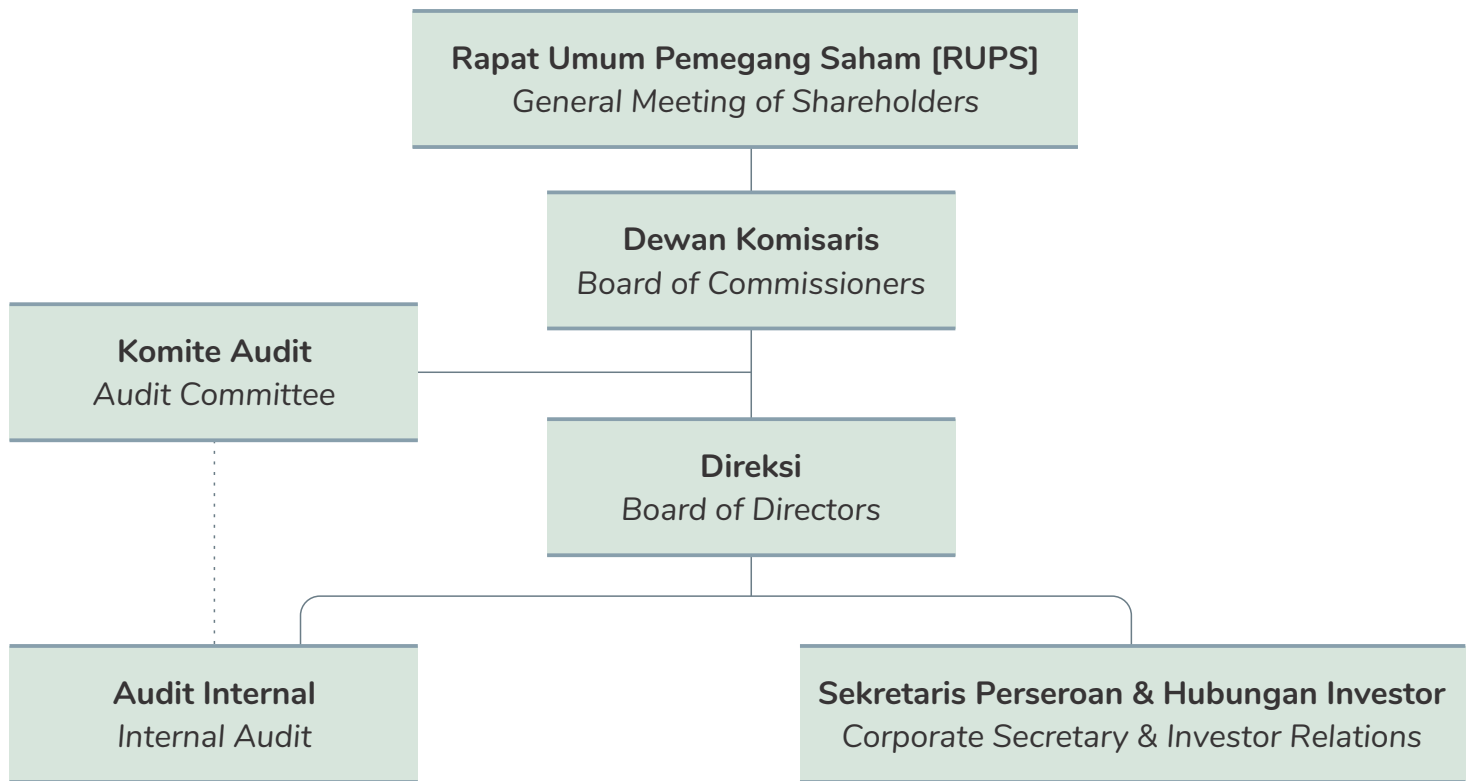 Rapat Umum Pemegang Saham [RUPS]
General Meeting of Shareholders
Dewan Komisaris
Board of Commissioners
Komite Audit
Audit Committee
Direksi
Board of Directors
Audit Internal
Internal Audit
Sekretaris Perseroan & Hubungan Investor
Corporate Secretary & Investor Relations